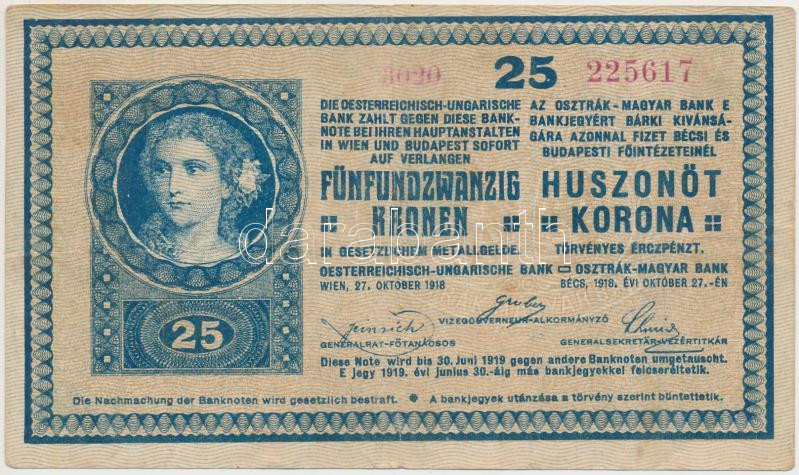 3020 25 225617
DIE OESTERREICHISCH-UNGARISCHE
BANK ZAHLT GEGEN DIESE BANK-
NOTE BEI IHREN HAUPTANSTALTEN
IN WIEN UND BUDAPEST SOFORT
AUF VERLANGEN
FÜNFUNDZWANZIG
KRONEN
IN GESETZLICHEM METALLGELDE.
AZ OSZTRÁK-MAGYAR BANK E
BANKJEGYÉRT BÁRKI KIVÁNSÁ-
GÁRA AZONNAL FIZET BÉCSI ÉS
BUDAPESTI FŐINTÉZETEINÉL
HUSZONÖT
KORONA
TÖRVÉNYES ÉRCZPÉNZT.
OESTERREICHISCH-UNGARISCHE BANK OSZTRÁK-MAGYAR BANK
WIEN, 27. OKTOBER 1918 BÉCS, 1918. ÉVI OKTÓBER 27.-ÉN
Gruber
VIZEGOUVERNEUR-ALKORMÁNYZÓ
GENERALRAT-FŐTANÁCSOS GENERALSEKRETÄR-VEZÉRTITKÁR
Diese Note wird bis 30. Juni 1919 gegen andere Banknoten umgetauscht.
E jegy 1919. évi junius 30.-áig más bankjegyekkel felcseréltetik.
25
Die Nachmachung der Banknoten wird gesetzlich bestraft. A bankjegyek utánzása a törvény szerint büntettetik.
darabanth